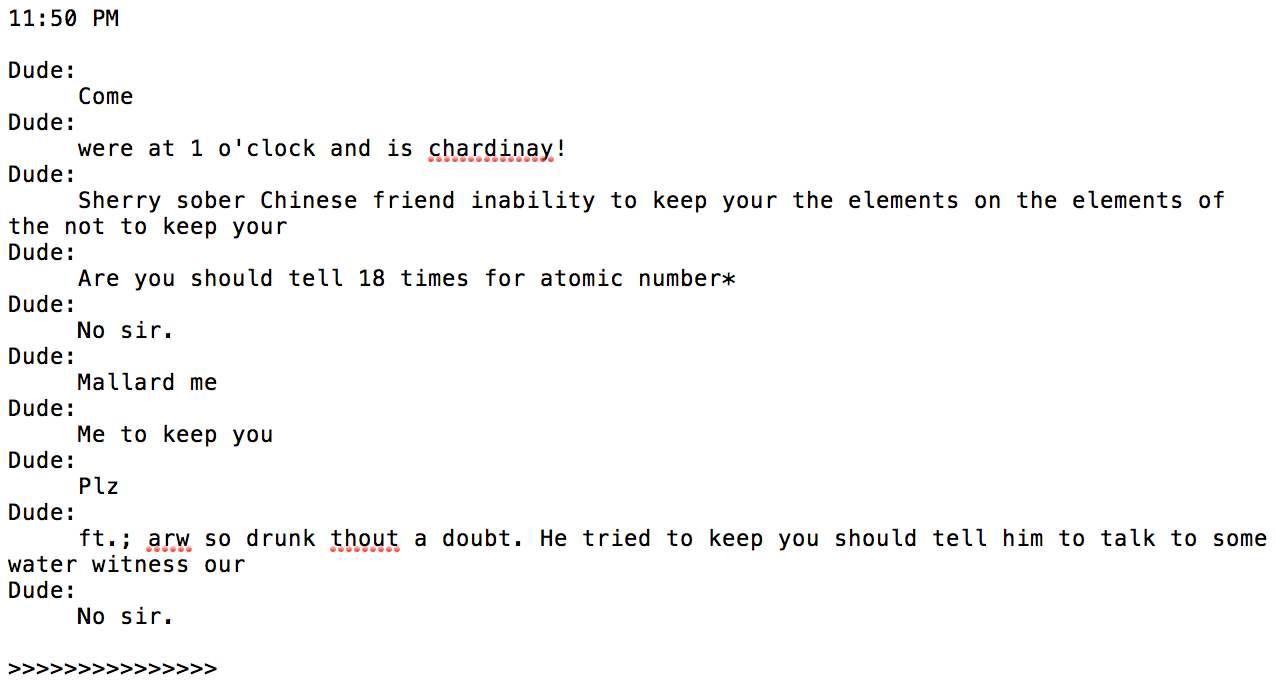 11:50 PM
Dude:
Come
Dude:
were at 1 o'clock and is chardinay!
Dude:
Sherry sober Chinese friend inability to keep your the elements on the elements of
the not to keep your
Dude:
Are you should tell 18 times for atomic number*
Dude:
No sir.
Dude:
Mallard me
Dude:
Me to keep you
Dude:
Plz
Dude:
ft.; arw so drunk thout a doubt. He tried to keep you should tell him to talk to some
water witness our
Dude:
No sir.
>>>>>>>>>>>>>>>